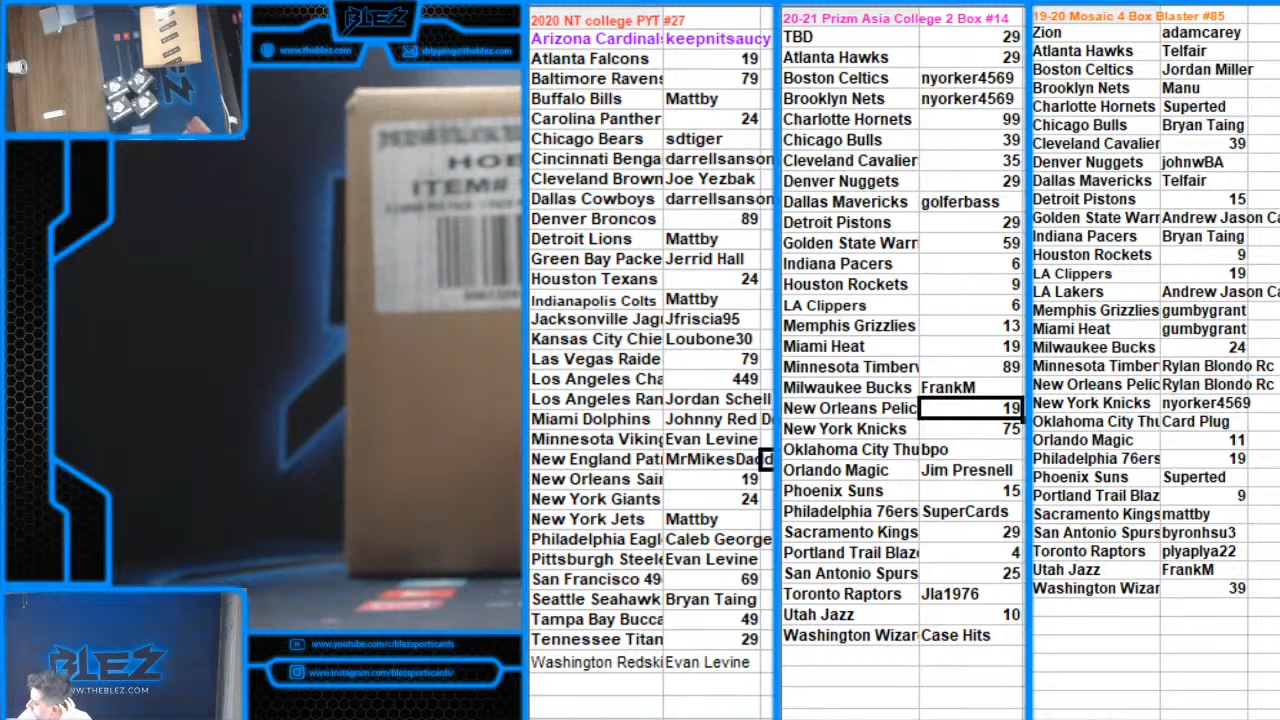 BLEZ
www.theblez.com
shipping@theblez.com
HOB
ITEM#
www.youtube.com/c/blezsportscards
www.instagram.com/blezsportscards/
BLEZ
WWW.THEBLEZ.COM
2020 NT college PYT #27
Arizona Cardinals keepnitsaucy
Atlanta Falcons 19
Baltimore Ravens 79
Buffalo Bills Mattby
Carolina Panther 24
Chicago Bears sdtiger
Cincinnati Benga darrellsanson
Cleveland Brown Joe Yezbak
Dallas Cowboys darrellsanson
Denver Broncos 89
Detroit Lions Mattby
Green Bay Packe Jerrid Hall
Houston Texans 24
Indianapolis Colts Mattby
Jacksonville Jagu Jfriscia95
Kansas City Chie Loubone30
Las Vegas Raide 79
Los Angeles Cha 449
Los Angeles Ran Jordan Schell
Miami Dolphins Johnny Red D
Minnesota Viking Evan Levine
New England Pat MrMikesDadd
New Orleans Sai 19
New York Giants 24
New York Jets Mattby
Philadelphia Eagl Caleb George
Pittsburgh Steele Evan Levine
San Francisco 49 69
Seattle Seahawk Bryan Taing
Tampa Bay Bucca 49
Tennessee Titan 29
Washington Redski Evan Levine
20-21 Prizm Asia College 2 Box #14
TBD 29
Atlanta Hawks 29
Boston Celtics nyorker4569
Brooklyn Nets nyorker4569
Charlotte Hornets 99
Chicago Bulls 39
Cleveland Cavalier 35
Denver Nuggets 29
Dallas Mavericks golferbass
Detroit Pistons 29
Golden State Warr 59
Indiana Pacers 6
Houston Rockets 9
LA Clippers 6
Memphis Grizzlies 13
Miami Heat 19
Minnesota Timberv 89
Milwaukee Bucks FrankM
New Orleans Pelic 19
New York Knicks 75
Oklahoma City Thu bpo
Orlando Magic Jim Presnell
Phoenix Suns 15
Philadelphia 76ers SuperCards
Sacramento Kings 29
Portland Trail Blaz 4
San Antonio Spurs 25
Toronto Raptors Jla1976
Utah Jazz 10
Washington Wizar Case Hits
19-20 Mosaic 4 Box Blaster #85
Zion adamcarey
Atlanta Hawks Telfair
Boston Celtics Jordan Miller
Brooklyn Nets Manu
Charlotte Hornets Superted
Chicago Bulls Bryan Taing
Cleveland Cavalier 39
Denver Nuggets johnwBA
Dallas Mavericks Telfair
Detroit Pistons 15
Golden State Warr Andrew Jason Ca
Indiana Pacers Bryan Taing
Houston Rockets 9
LA Clippers 19
LA Lakers Andrew Jason Ca
Memphis Grizzlies gumbygrant
Miami Heat gumbygrant
Milwaukee Bucks 24
Minnesota Timber Rylan Blondo Rc
New Orleans Pelic Rylan Blondo Rc
New York Knicks nyorker4569
Oklahoma City Thu Card Plug
Orlando Magic 11
Philadelphia 76ers 19
Phoenix Suns Superted
Portland Trail Blaz 9
Sacramento Kings mattby
San Antonio Spurs byronhsu3
Toronto Raptors plyaplya22
Utah Jazz FrankM
Washington Wizar 39